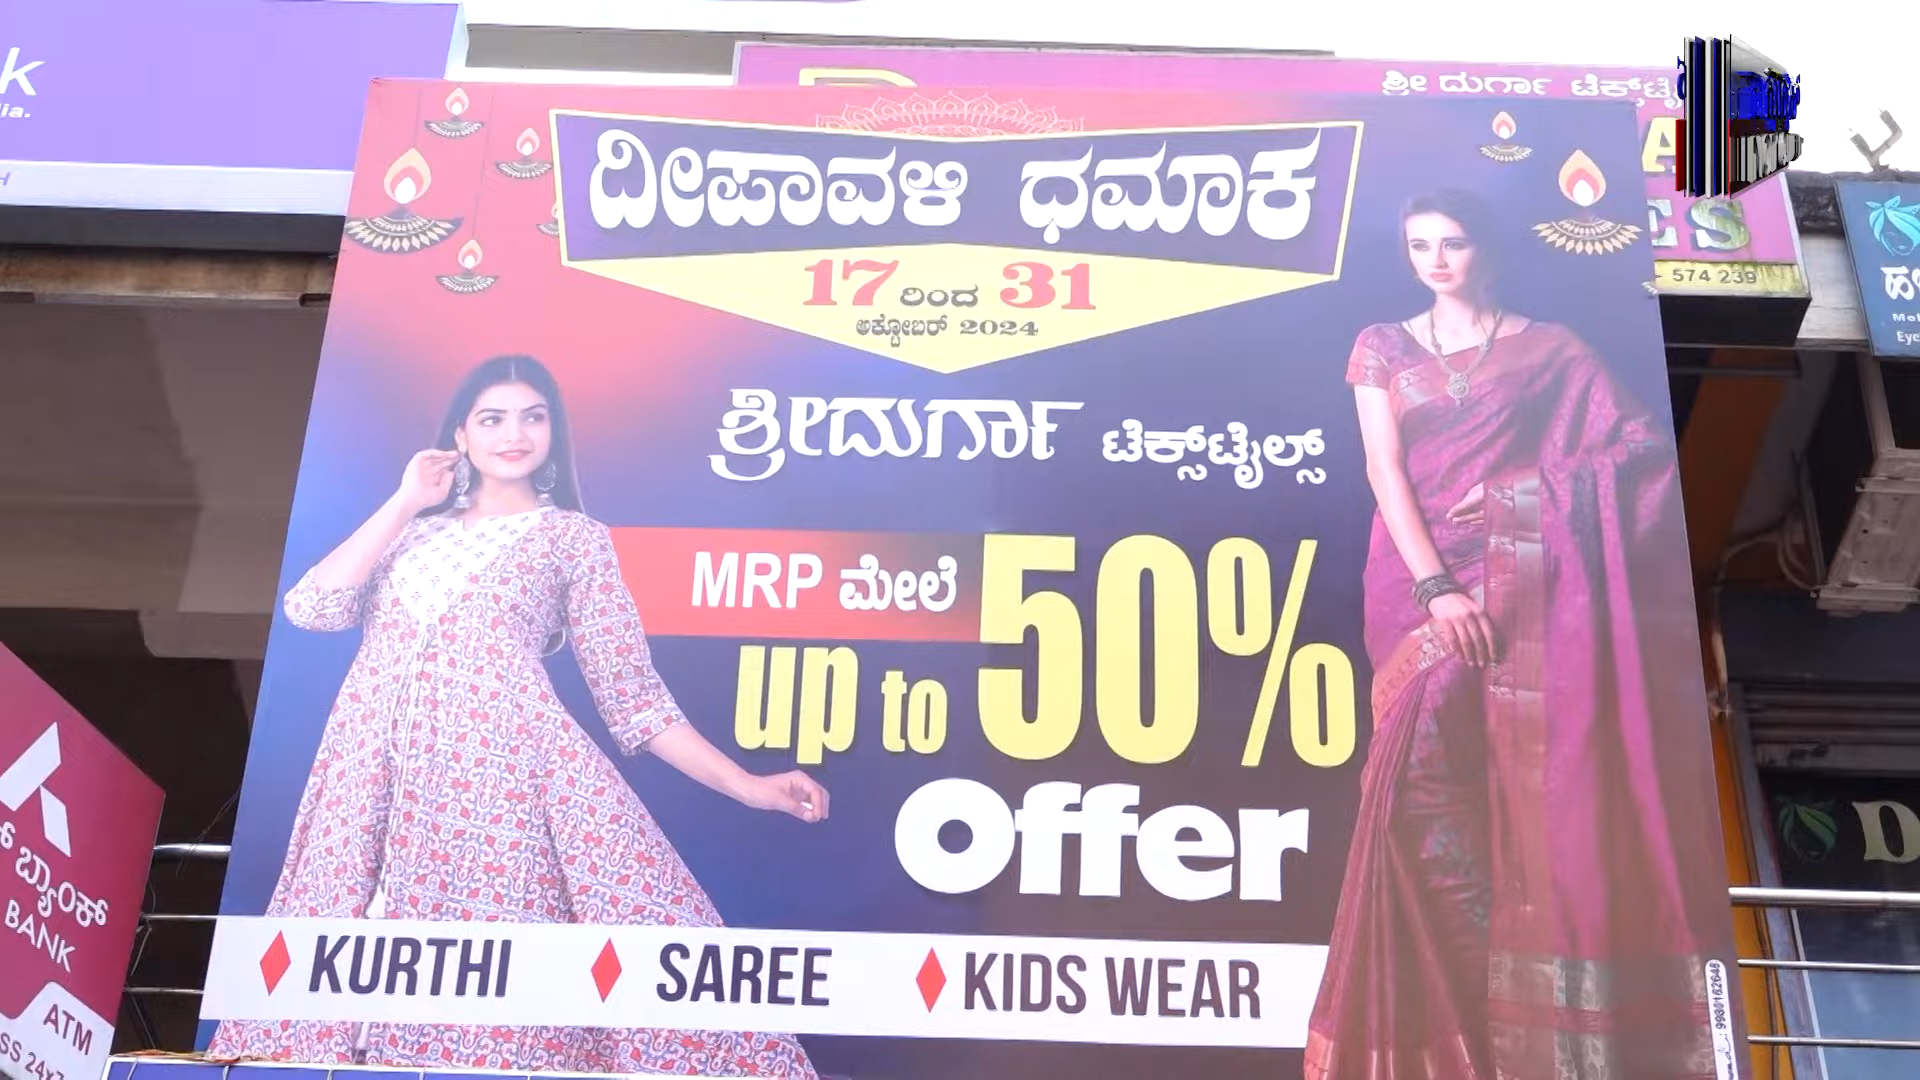 ಶ್ರೀ ದುರ್ಗಾ
574 239
ದೀಪಾವಳಿ ಧಮಾಕ
17 ರಿಂದ 31
ಅಕ್ಟೋಬರ್ 2024
ಶ್ರೀದುರ್ಗಾ ಟೆಕ್ಸ್‌ಟೈಲ್ಸ್
MRP ಮೇಲೆ
up to 50%
Offer
KURTHI SAREE KIDS WEAR
ಬ್ಯಾಂಕ್
BANK
ATM